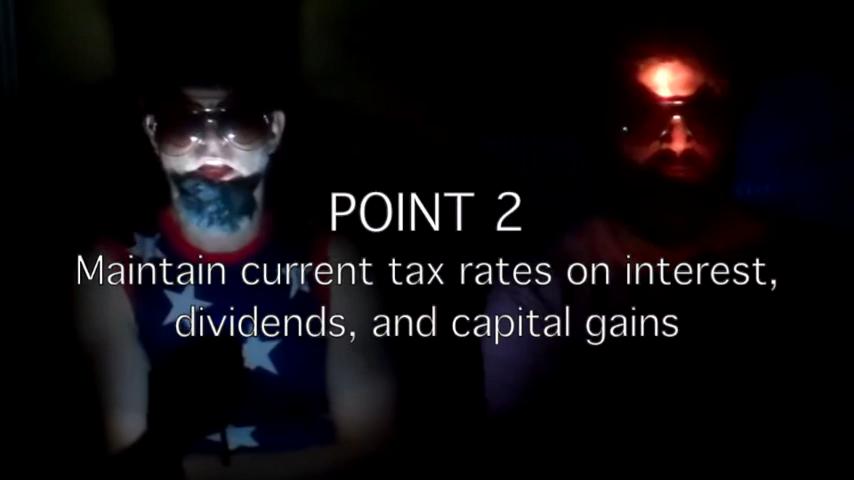 POINT 2
Maintain current tax rates on interest,
dividends, and capital gains